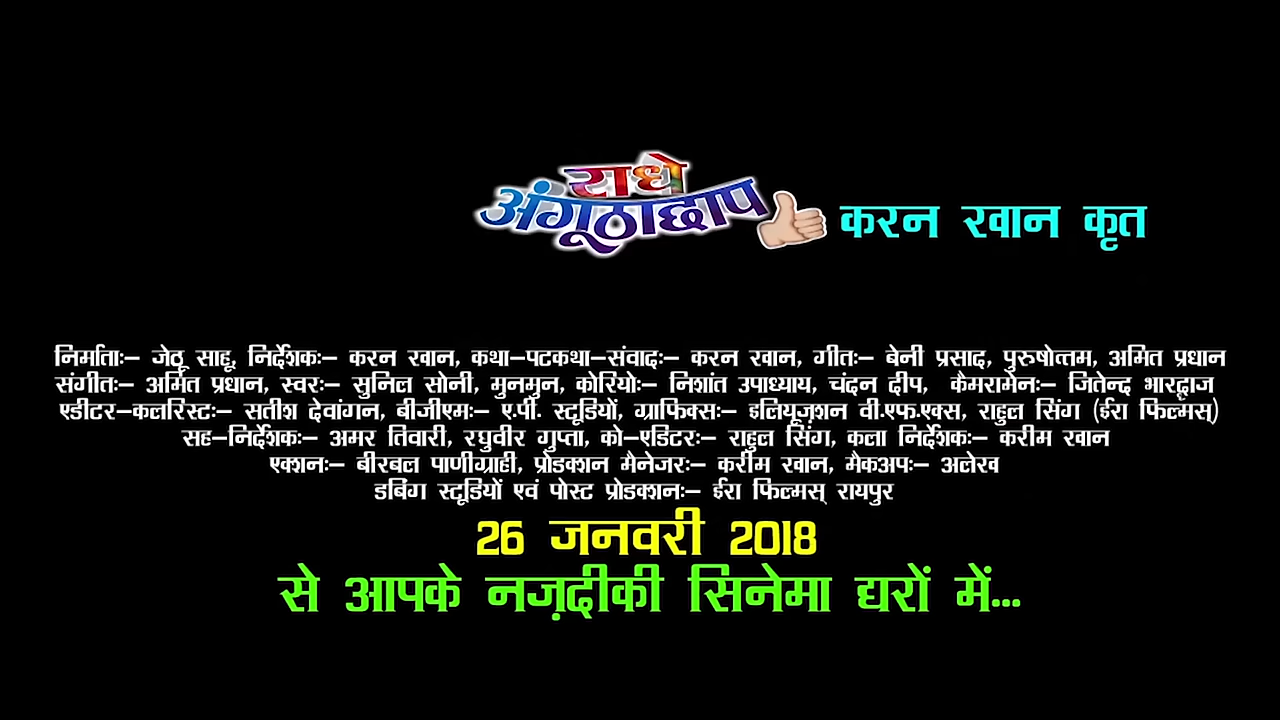 राधे
अंगूठाछाप
करन खान कृत
निर्माताः– जेठू साहू, निर्देशकः– करन खान, कथा–पटकथा–संवादः– करन खान, गीतः– बेनी प्रसाद, पुरुषोत्तम, अमित प्रधान
संगीतः– अमित प्रधान, स्वरः– सुनिल सोनी, मुनमुन, कोरियोः– निशांत उपाध्याय, चंदन दीप, कैमरामेनः– जितेन्द भारद्वाज
एडीटर–कलरिस्टः– सतीश देवांगन, बीजीएमः– ए.पी. स्टूडियों, ग्राफिक्सः– इलियूज़शन वी.एफ.एक्स, राहुल सिंग (ईरा फिल्मस्)
सह–निर्देशकः– अमर तिवारी, रघुवीर गुप्ता, को–एडिटरः– राहुल सिंग, कला निर्देशकः– करीम खान
एक्शनः– बीरबल पाणीग्राही, प्रोडक्शन मैनेजरः– करीम खान, मैकअपः– अलेख
डबिंग स्टूडियों एवं पोस्ट प्रोडक्शनः– ईरा फिल्मस् रायपुर
26 जनवरी 2018
से आपके नज़दीकी सिनेमा द्यरों में...